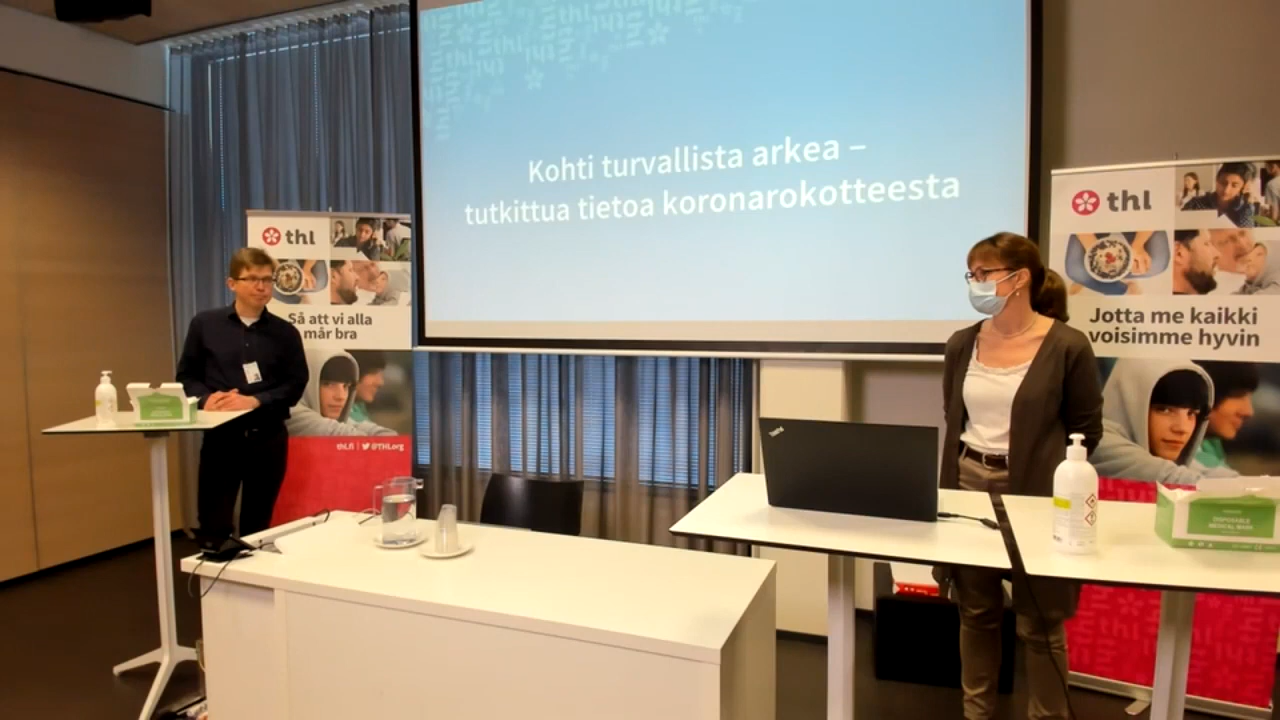 Kohti turvallista arkea –
tutkittua tietoa koronarokotteesta
thl
Så att vi alla
mår bra
thl.fi | @THLorg
thl
Jotta me kaikki
voisimme hyvin
ThinkPad
DISPOSABLE
MEDICAL MASK